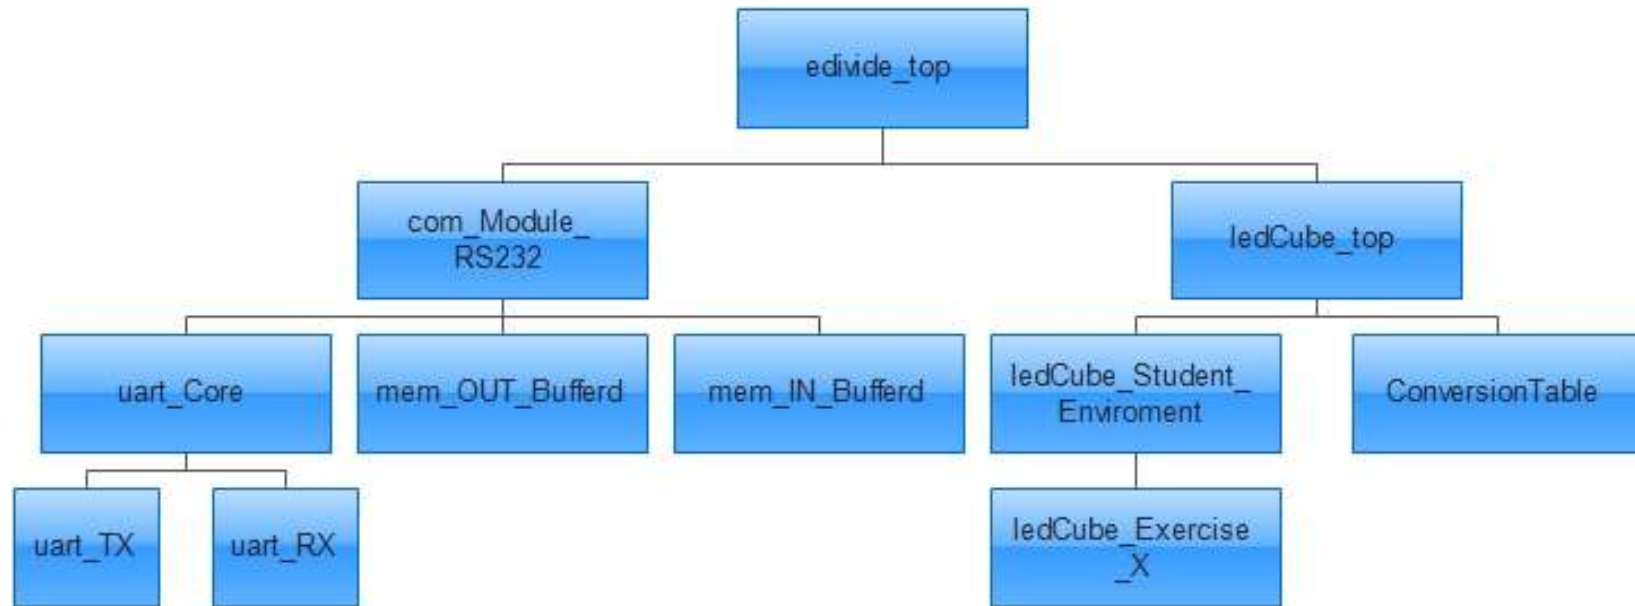 edivide_top
com_Module_
RS232
ledCube_top
uart_Core
mem_OUT_Bufferd
mem_IN_Bufferd
ledCube_Student_
Enviroment
ConversionTable
uart_TX
uart_RX
ledCube_Exercise
_X